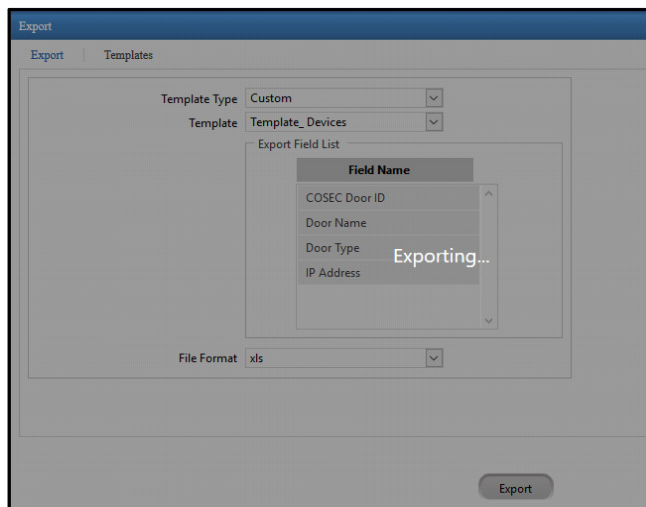 Export
Export Templates
Template Type Custom
Template Template_ Devices
Export Field List
Field Name
COSEC Door ID
Door Name
Door Type
Exporting...
IP Address
File Format xls
Export